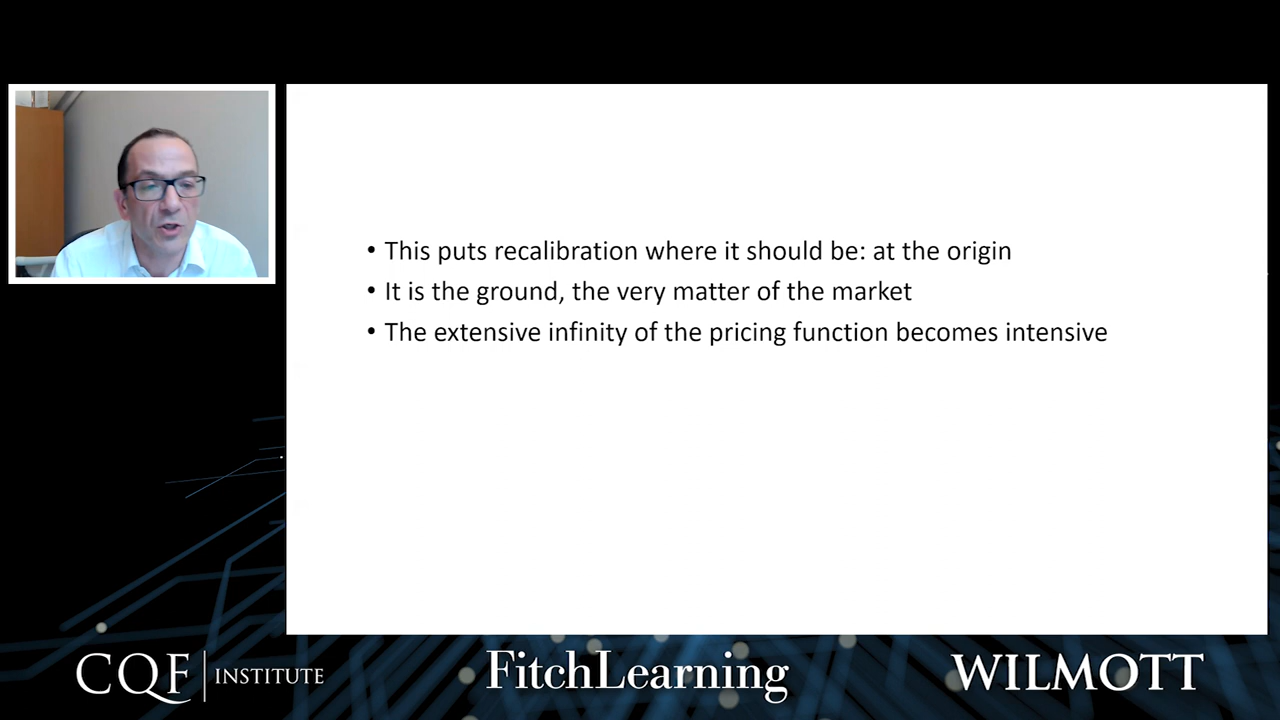 • This puts recalibration where it should be: at the origin
• It is the ground, the very matter of the market
• The extensive infinity of the pricing function becomes intensive
CQF INSTITUTE
FitchLearning
WILMOTT